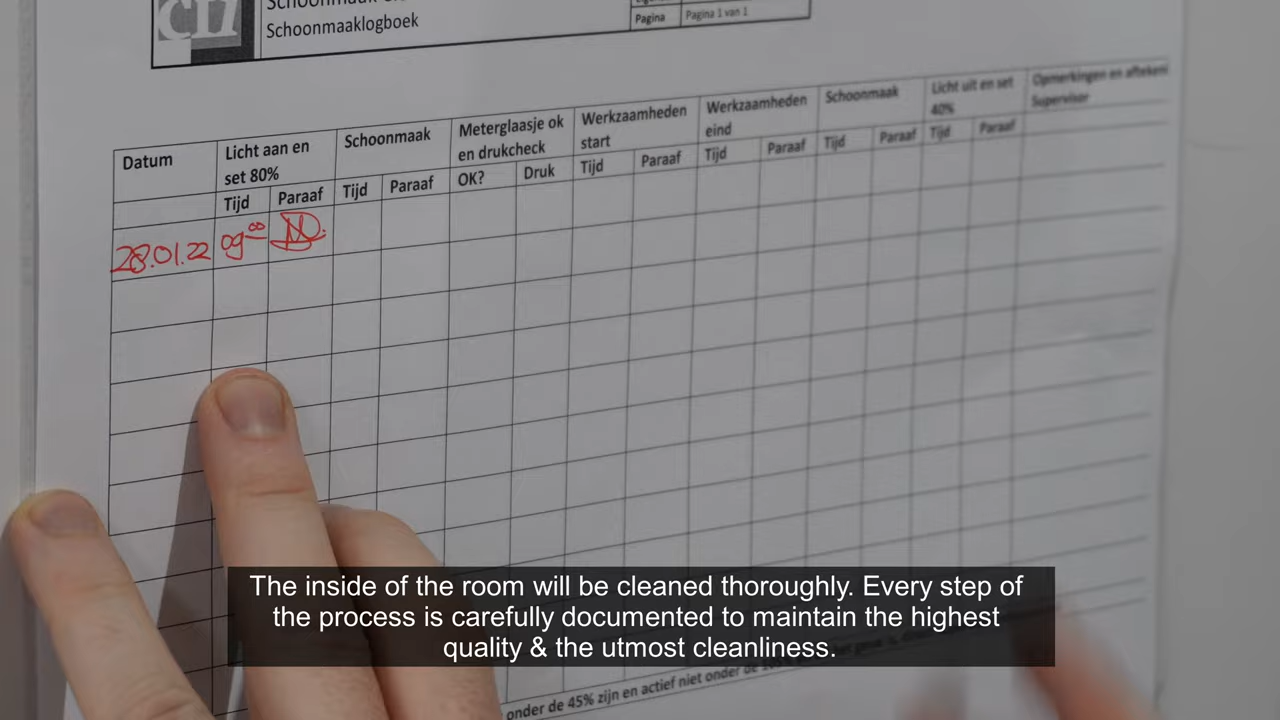 CI7
Schoonmaaklogboek
Pagina Pagina 1 van 1
Datum
Licht aan en
set 80%
Schoonmaak
Meterglaasje ok
en drukcheck
Werkzaamheden
start
Werkzaamheden
eind
Schoonmaak
Licht uit en set
40%
Opmerkingen en
Supervisor
Tijd Paraaf Tijd Paraaf OK? Druk Tijd Paraaf Tijd Paraaf Tijd Paraaf Tijd Paraaf
28.01.22 09⁰⁰
The inside of the room will be cleaned thoroughly. Every step of
the process is carefully documented to maintain the highest
quality & the utmost cleanliness.
onder de 45% zijn en actief niet onder de